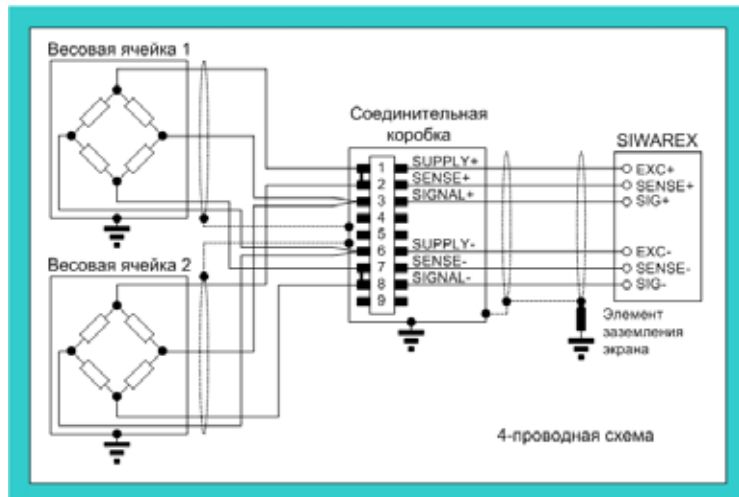 Весовая ячейка 1
Соединительная
коробка
SIWAREX
1 SUPPLY+ EXC+
2 SENSE+ SENSE+
3 SIGNAL+ SIG+
4
5
6 SUPPLY- EXC-
7 SENSE- SENSE-
8 SIGNAL- SIG-
9
Весовая ячейка 2
Элемент
заземления
экрана
4-проводная схема